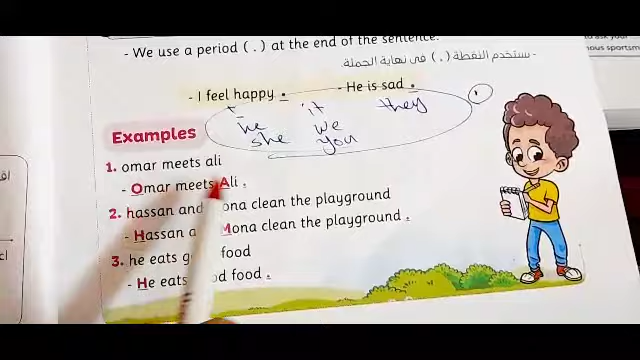 - We use a period ( . ) at the end of the sentence.
- نستخدم النقطة ( . ) في نهاية الجملة.
- I feel happy .
- He is sad .
I it they
he we
she you
Examples
1. omar meets ali
- Omar meets Ali .
2. hassan and ona clean the playground
- Hassan a Mona clean the playground .
3. he eats g food
- He eats d food .
nous sportsm